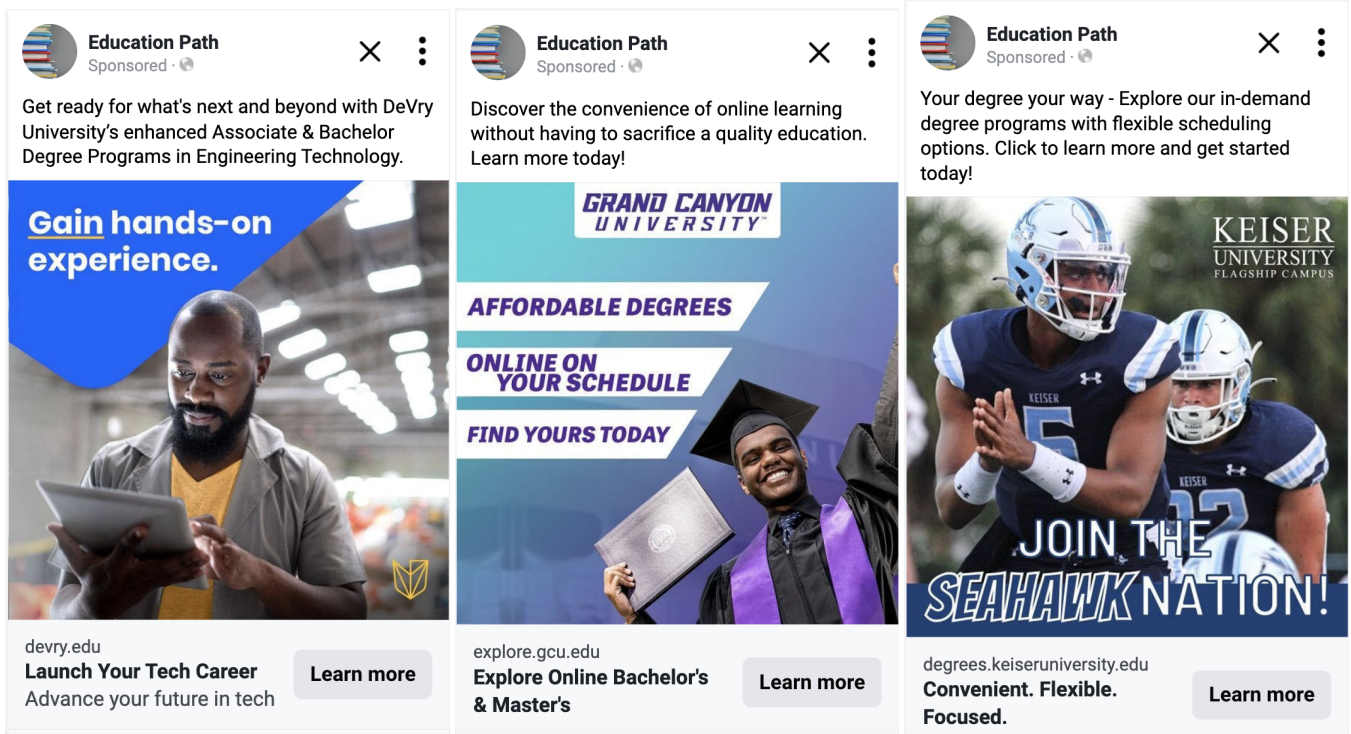 Education Path
Sponsored ·
Get ready for what's next and beyond with DeVry
University’s enhanced Associate & Bachelor
Degree Programs in Engineering Technology.
Gain hands-on
experience.
devry.edu
Launch Your Tech Career
Advance your future in tech
Learn more
Education Path
Sponsored ·
Discover the convenience of online learning
without having to sacrifice a quality education.
Learn more today!
GRAND CANYON
UNIVERSITY™
AFFORDABLE DEGREES
ONLINE ON
YOUR SCHEDULE
FIND YOURS TODAY
explore.gcu.edu
Explore Online Bachelor's
& Master's
Learn more
Education Path
Sponsored ·
Your degree your way - Explore our in-demand
degree programs with flexible scheduling
options. Click to learn more and get started
today!
KEISER
UNIVERSITY
FLAGSHIP CAMPUS
KEISER
5
KEISER
32
JOIN THE
SEAHAWK NATION!
degrees.keiseruniversity.edu
Convenient. Flexible.
Focused.
Learn more